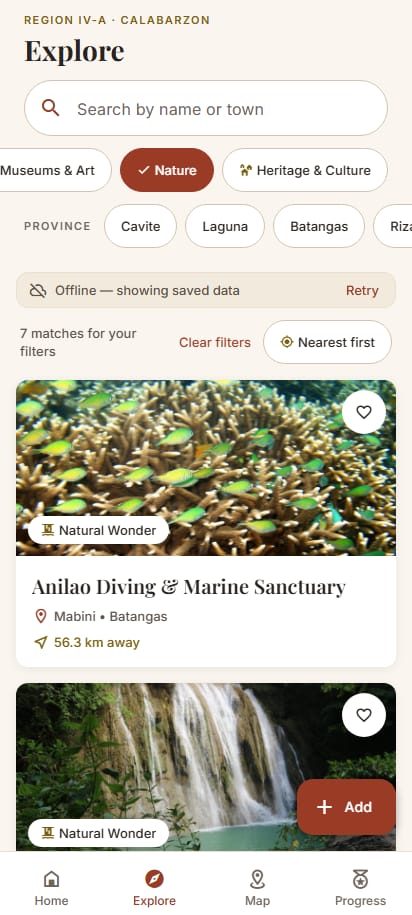 REGION IV-A · CALABARZON
Explore
Search by name or town
Museums & Art
Nature
Heritage & Culture
PROVINCE
Cavite
Laguna
Batangas
Riza
Offline — showing saved data
Retry
7 matches for your
filters
Clear filters
Nearest first
Natural Wonder
Anilao Diving & Marine Sanctuary
Mabini • Batangas
56.3 km away
Natural Wonder
Add
Home
Explore
Map
Progress